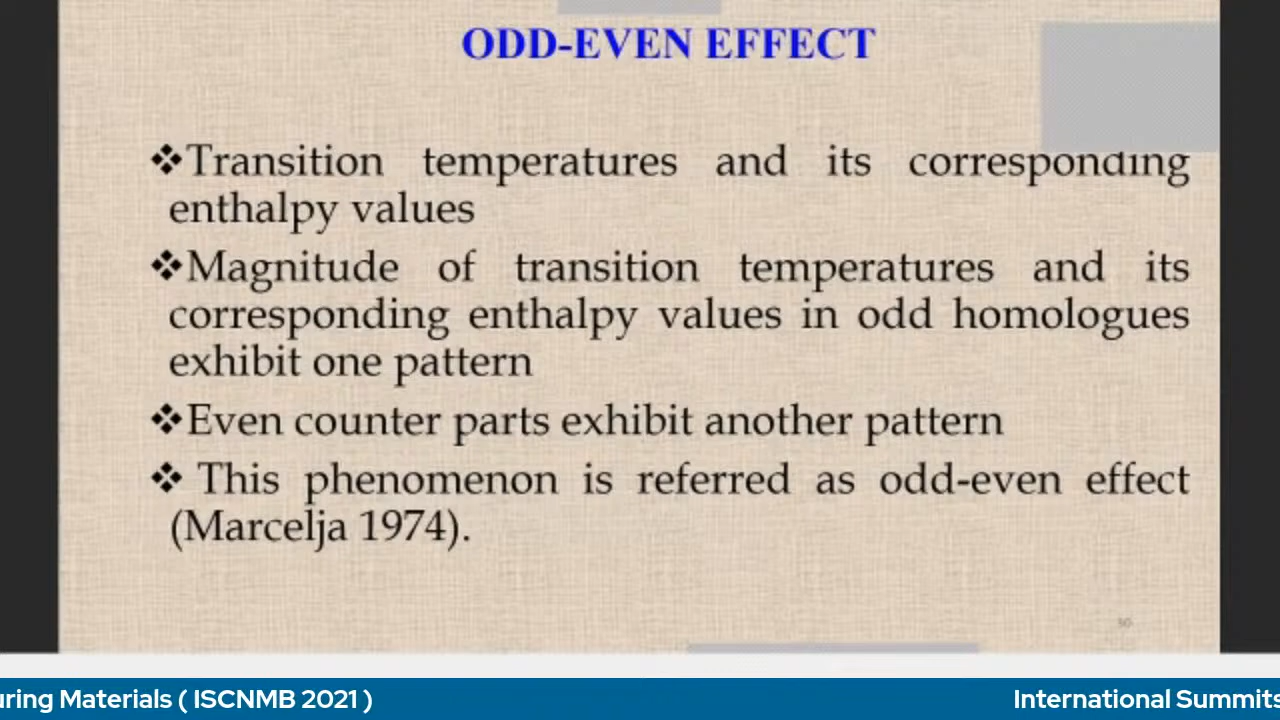 ODD-EVEN EFFECT
❖Transition temperatures and its corresponding
enthalpy values
❖Magnitude of transition temperatures and its
corresponding enthalpy values in odd homologues
exhibit one pattern
❖Even counter parts exhibit another pattern
❖ This phenomenon is referred as odd-even effect
(Marcelja 1974).
uring Materials ( ISCNMB 2021 )
International Summits